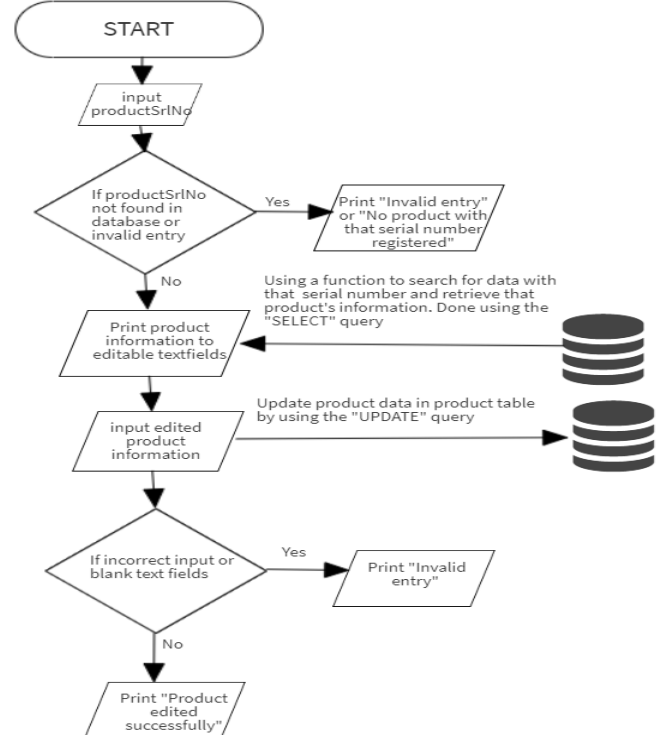 START
input
productSrlNo
If productSrlNo
not found in
database or
invalid entry
Yes
Print "Invalid entry"
or "No product with
that serial number
registered"
No
Using a function to search for data with
that serial number and retrieve that
product's information. Done using the
"SELECT" query
Print product
information to
editable textfields
Update product data in product table
by using the "UPDATE" query
input edited
product
information
If incorrect input or
blank text fields
Yes
Print "Invalid
entry"
No
Print "Product
edited
successfully"